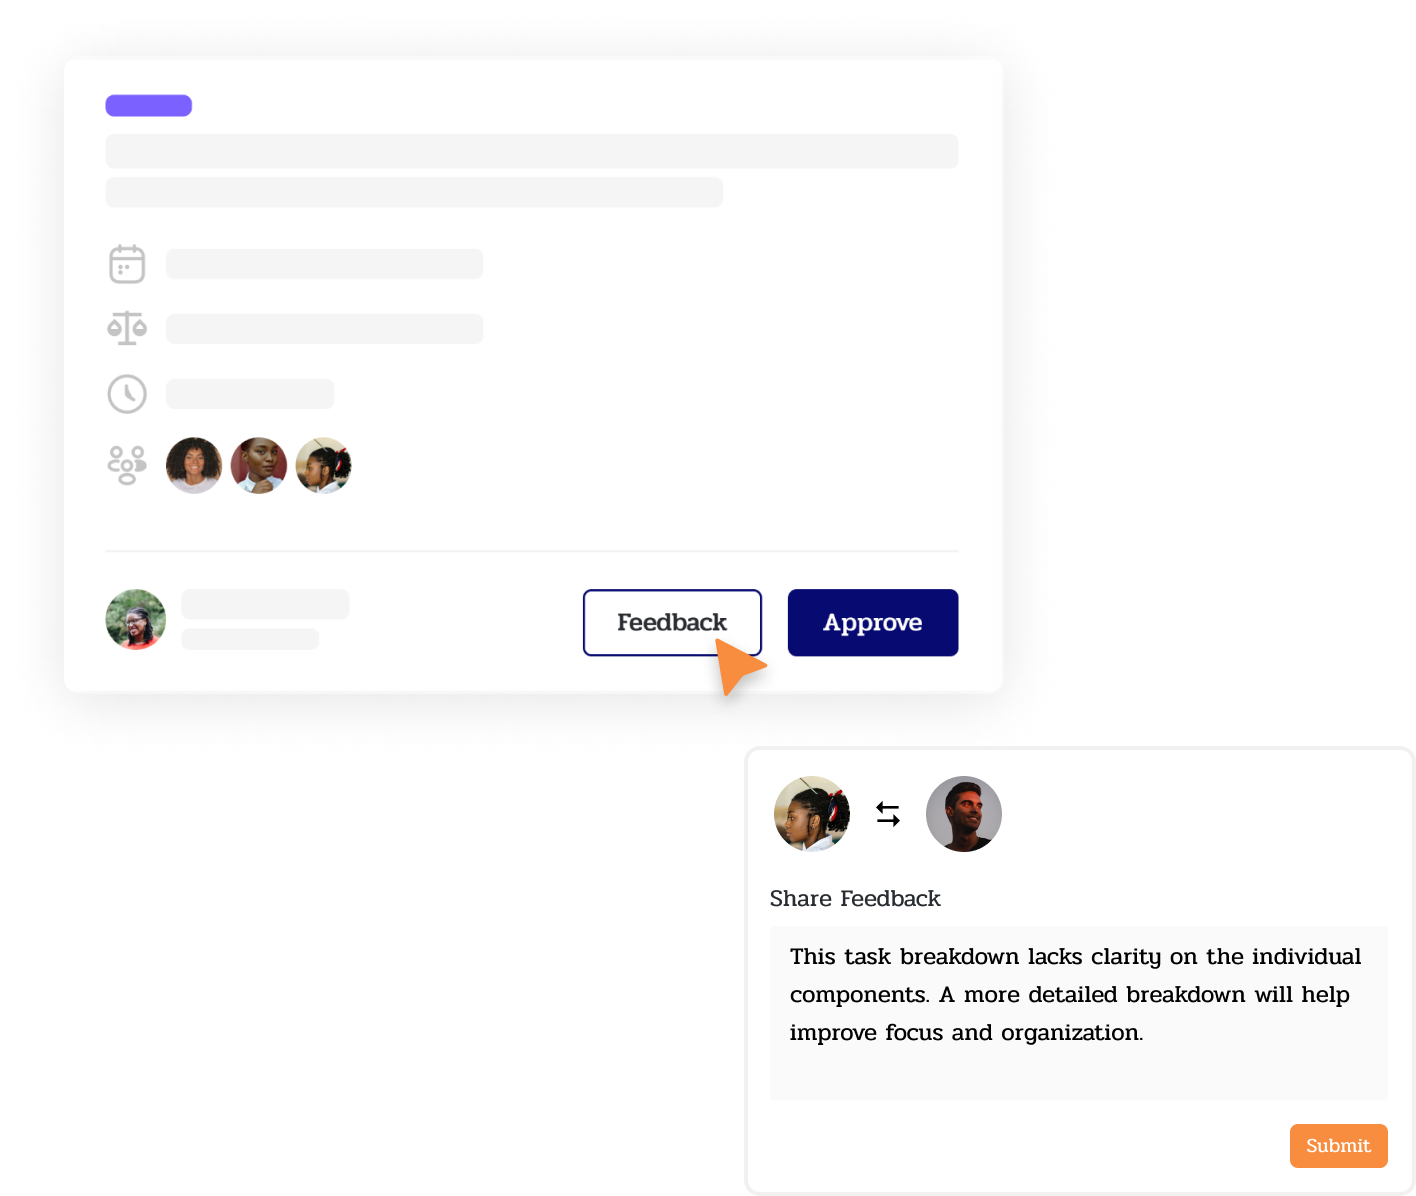 Feedback
Approve
Share Feedback
This task breakdown lacks clarity on the individual
components. A more detailed breakdown will help
improve focus and organization.
Submit